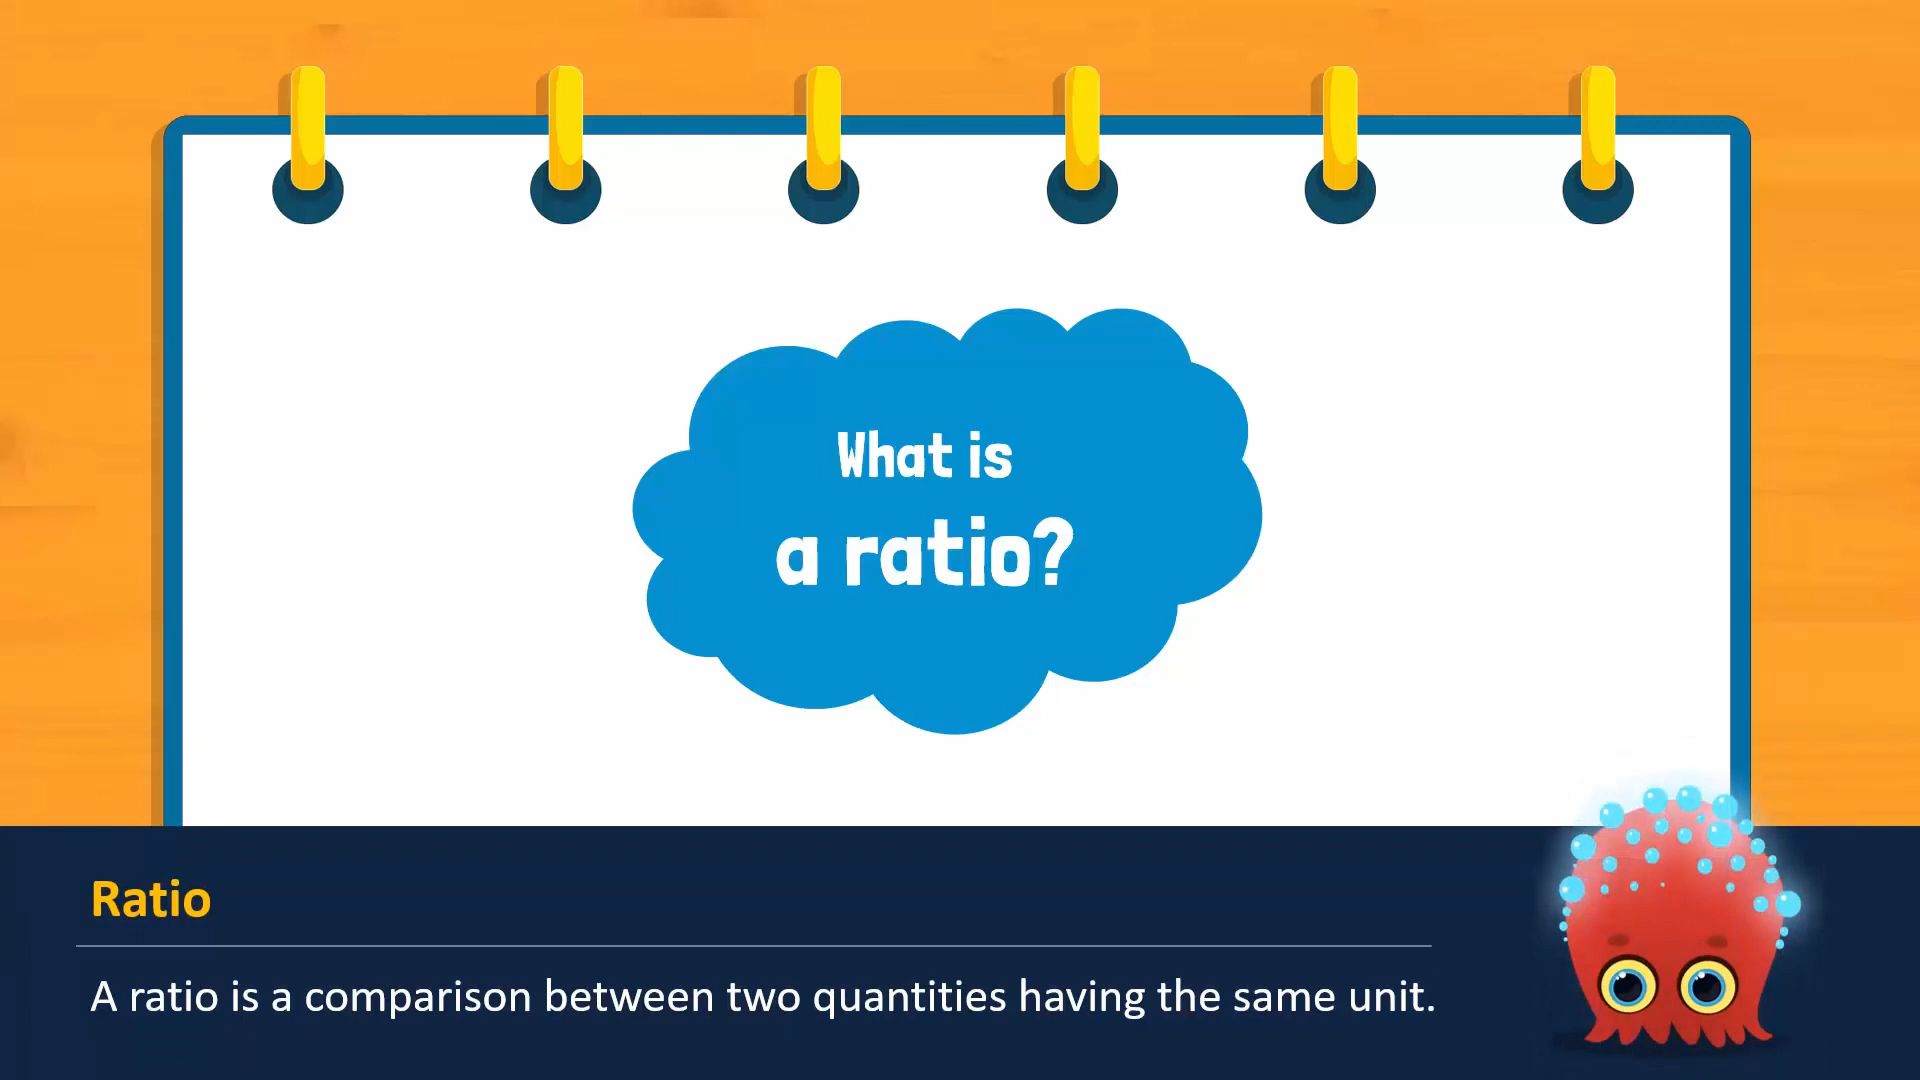 What is
a ratio?
Ratio
A ratio is a comparison between two quantities having the same unit.